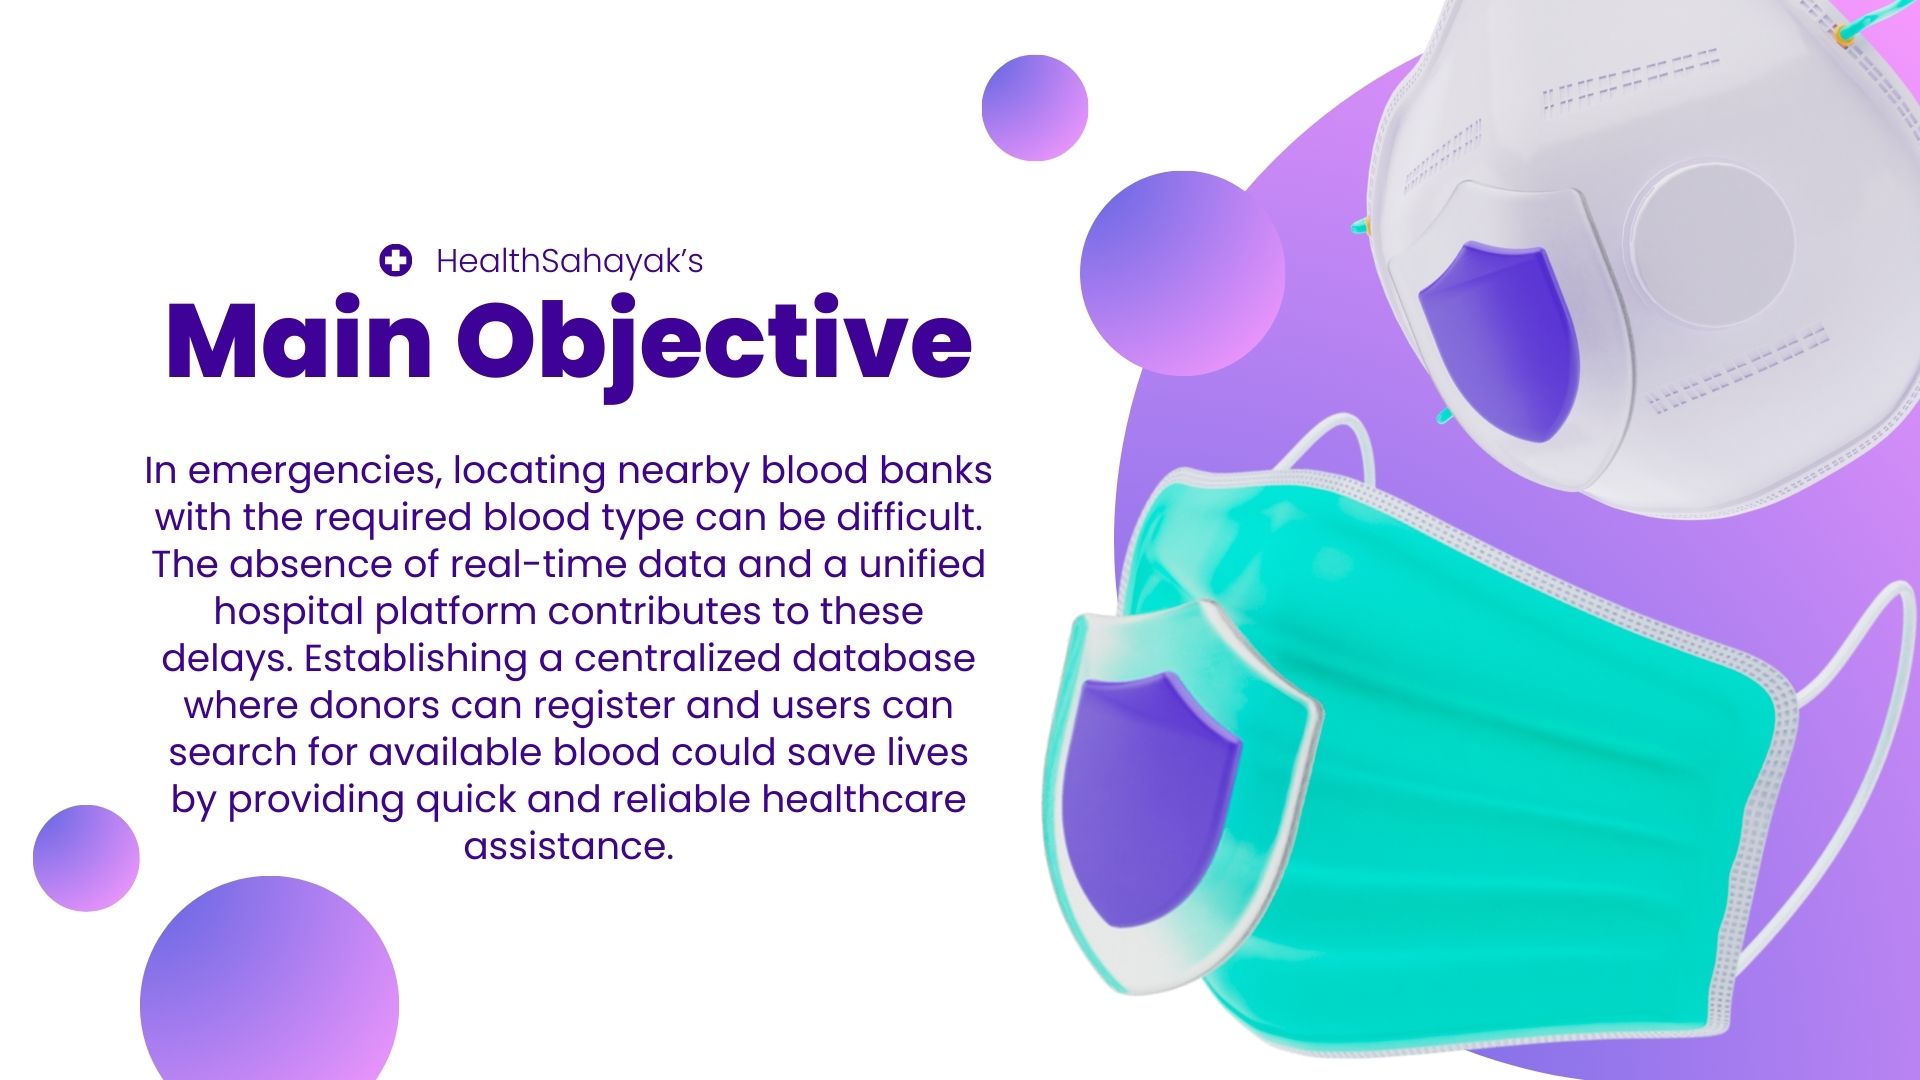 HealthSahayak’s
Main Objective
In emergencies, locating nearby blood banks
with the required blood type can be difficult.
The absence of real-time data and a unified
hospital platform contributes to these
delays. Establishing a centralized database
where donors can register and users can
search for available blood could save lives
by providing quick and reliable healthcare
assistance.